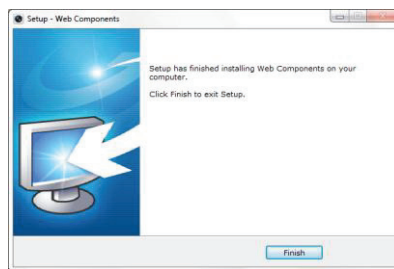 Setup - Web Components
Setup has finished installing Web Components on your
computer.
Click Finish to exit Setup.
Finish